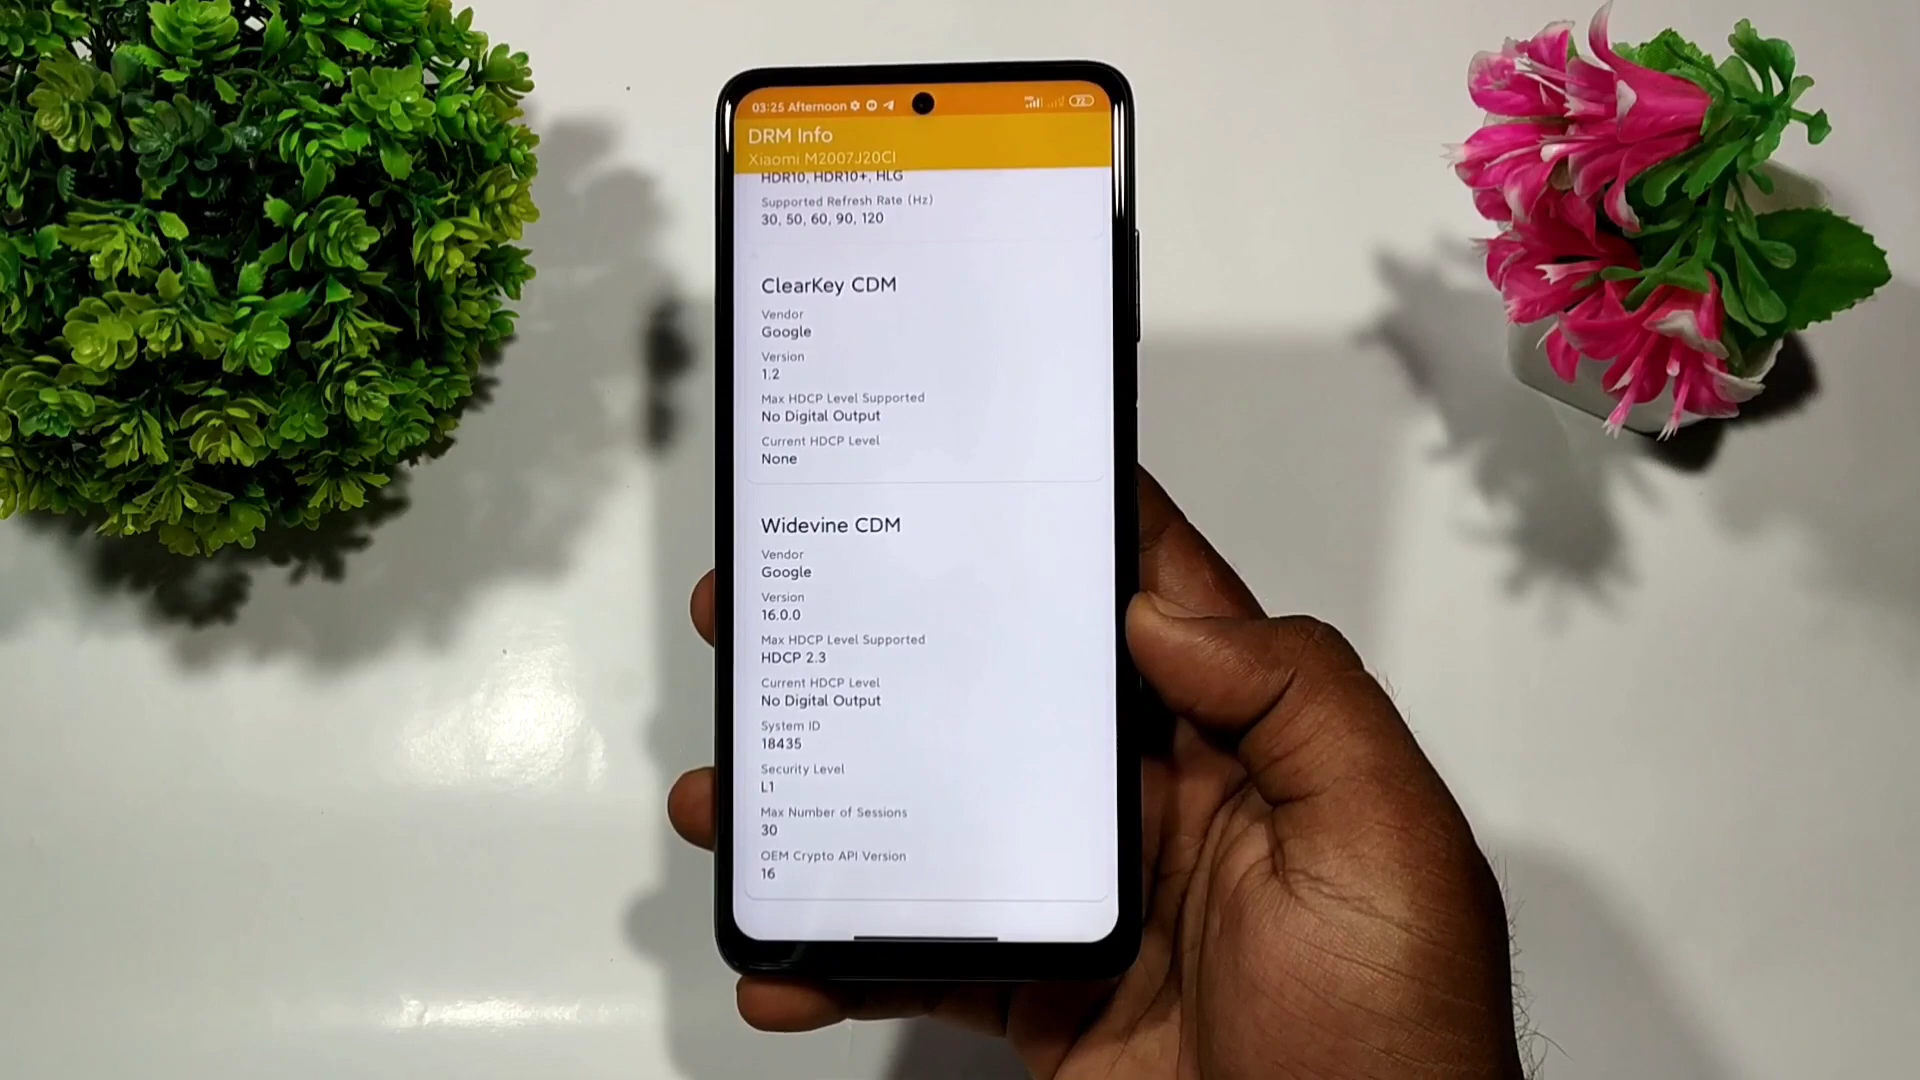 03:25 Afternoon
72
DRM Info
Xiaomi M2007J20CI
HDR10, HDR10+, HLG
Supported Refresh Rate (Hz)
30, 50, 60, 90, 120
ClearKey CDM
Vendor
Google
Version
1.2
Max HDCP Level Supported
No Digital Output
Current HDCP Level
None
Widevine CDM
Vendor
Google
Version
16.0.0
Max HDCP Level Supported
HDCP 2.3
Current HDCP Level
No Digital Output
System ID
18435
Security Level
L1
Max Number of Sessions
30
OEM Crypto API Version
16